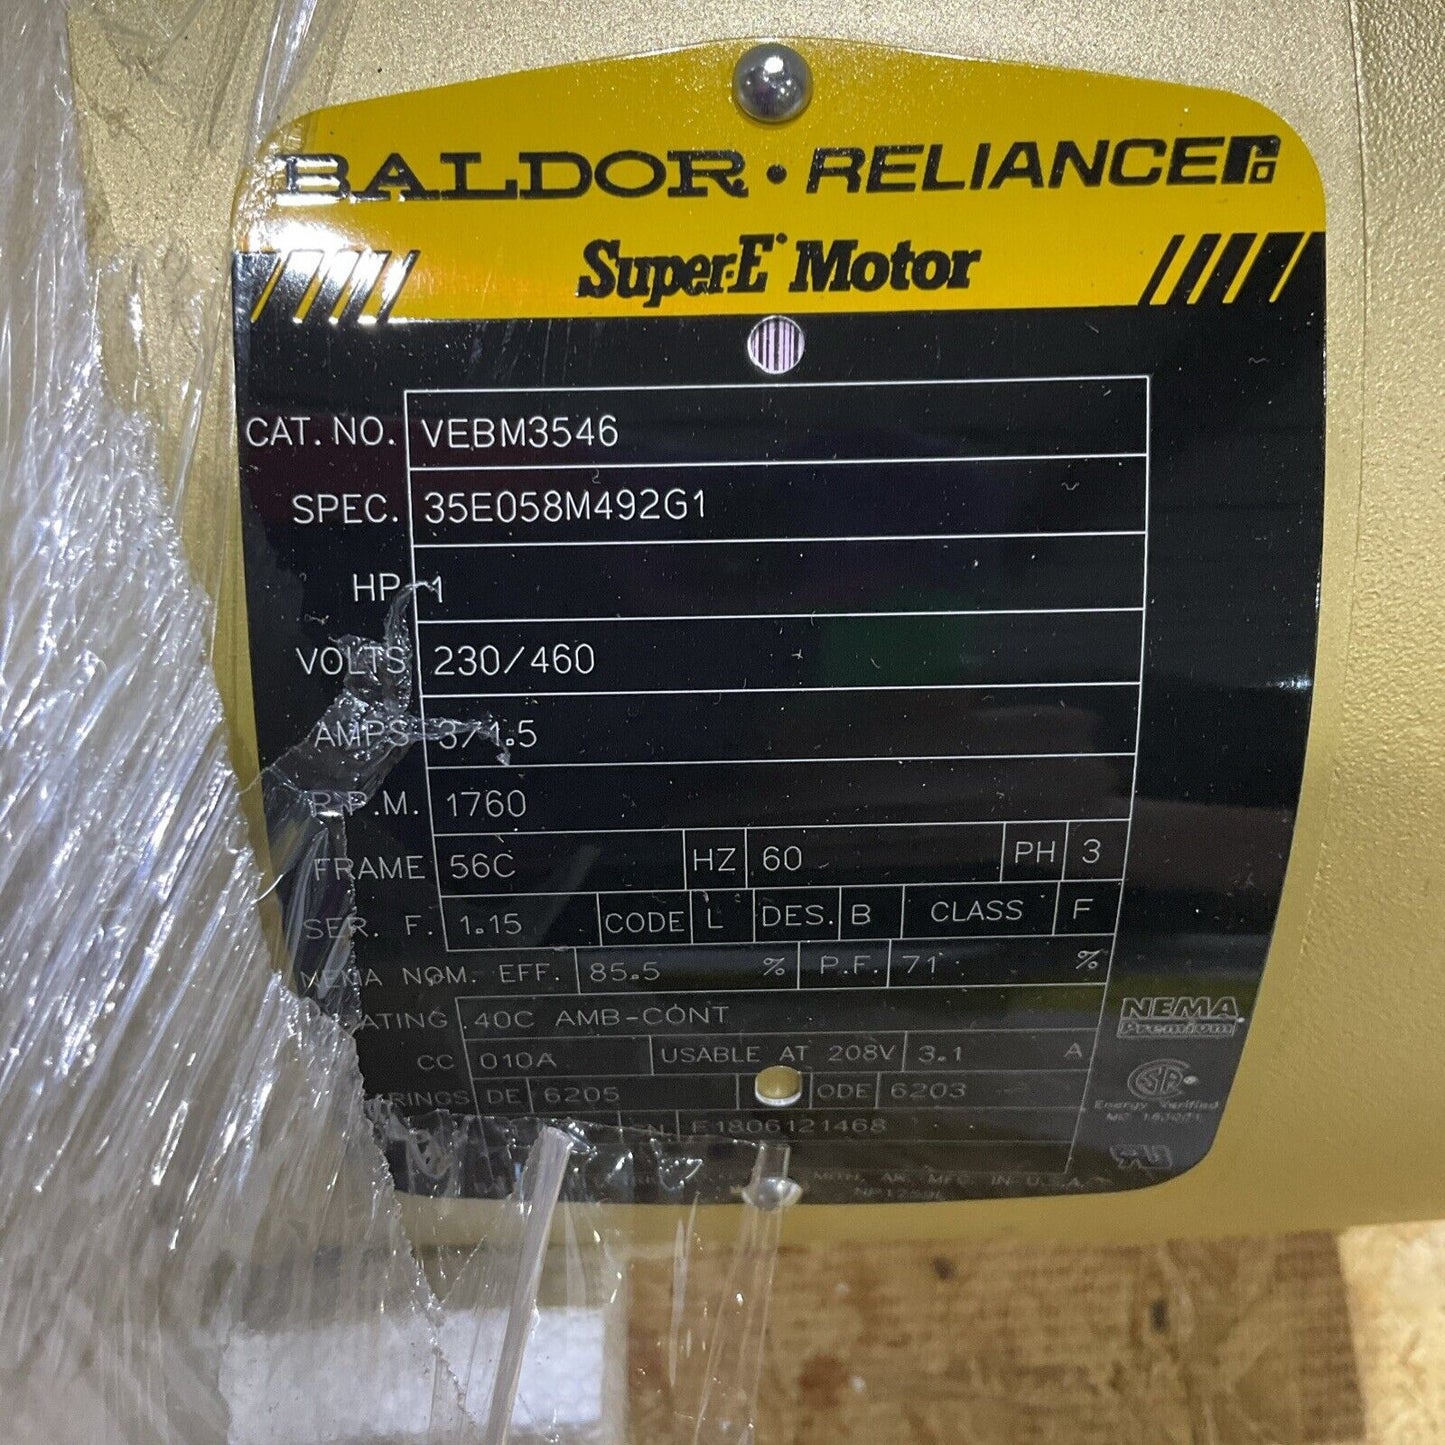 BALDOR • RELIANCE
Super-E® Motor
CAT. NO. VEBM3546
SPEC. 35E058M492G1
HP 1
VOLTS 230/460
AMPS 3/1.5
R.P.M. 1760
FRAME 56C HZ 60 PH 3
SER. F. 1.15 CODE L DES. B CLASS F
NEMA NOM. EFF. 85.5 % P.F. 71 %
RATING 40C AMB-CONT
NEMA
Premium
CC 010A USABLE AT 208V 3.1 A
BEARINGS DE 6205 ODE 6203
Energy Verified
SN. F1806121468
MFG. IN U.S.A.